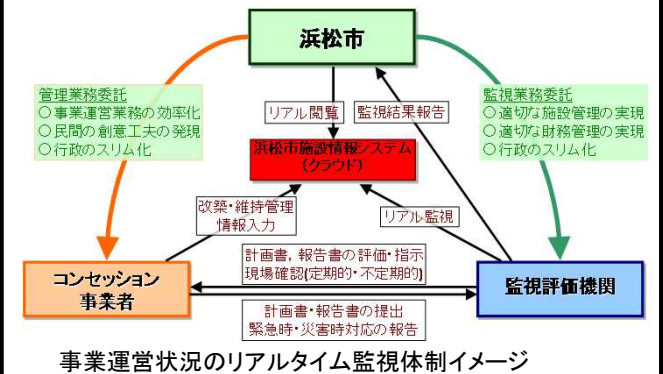 浜松市
管理業務委託
○事業運営業務の効率化
○民間の創意工夫の発現
○行政のスリム化
監視業務委託
○適切な施設管理の実現
○適切な財務管理の実現
○行政のスリム化
リアル閲覧
監視結果報告
浜松市施設情報システム
(クラウド)
改築・維持管理
情報入力
リアル監視
計画書，報告書の評価・指示
現場確認(定期的・不定期的)
コンセッション
事業者
監視評価機関
計画書・報告書の提出
緊急時・災害時対応の報告
事業運営状況のリアルタイム監視体制イメージ